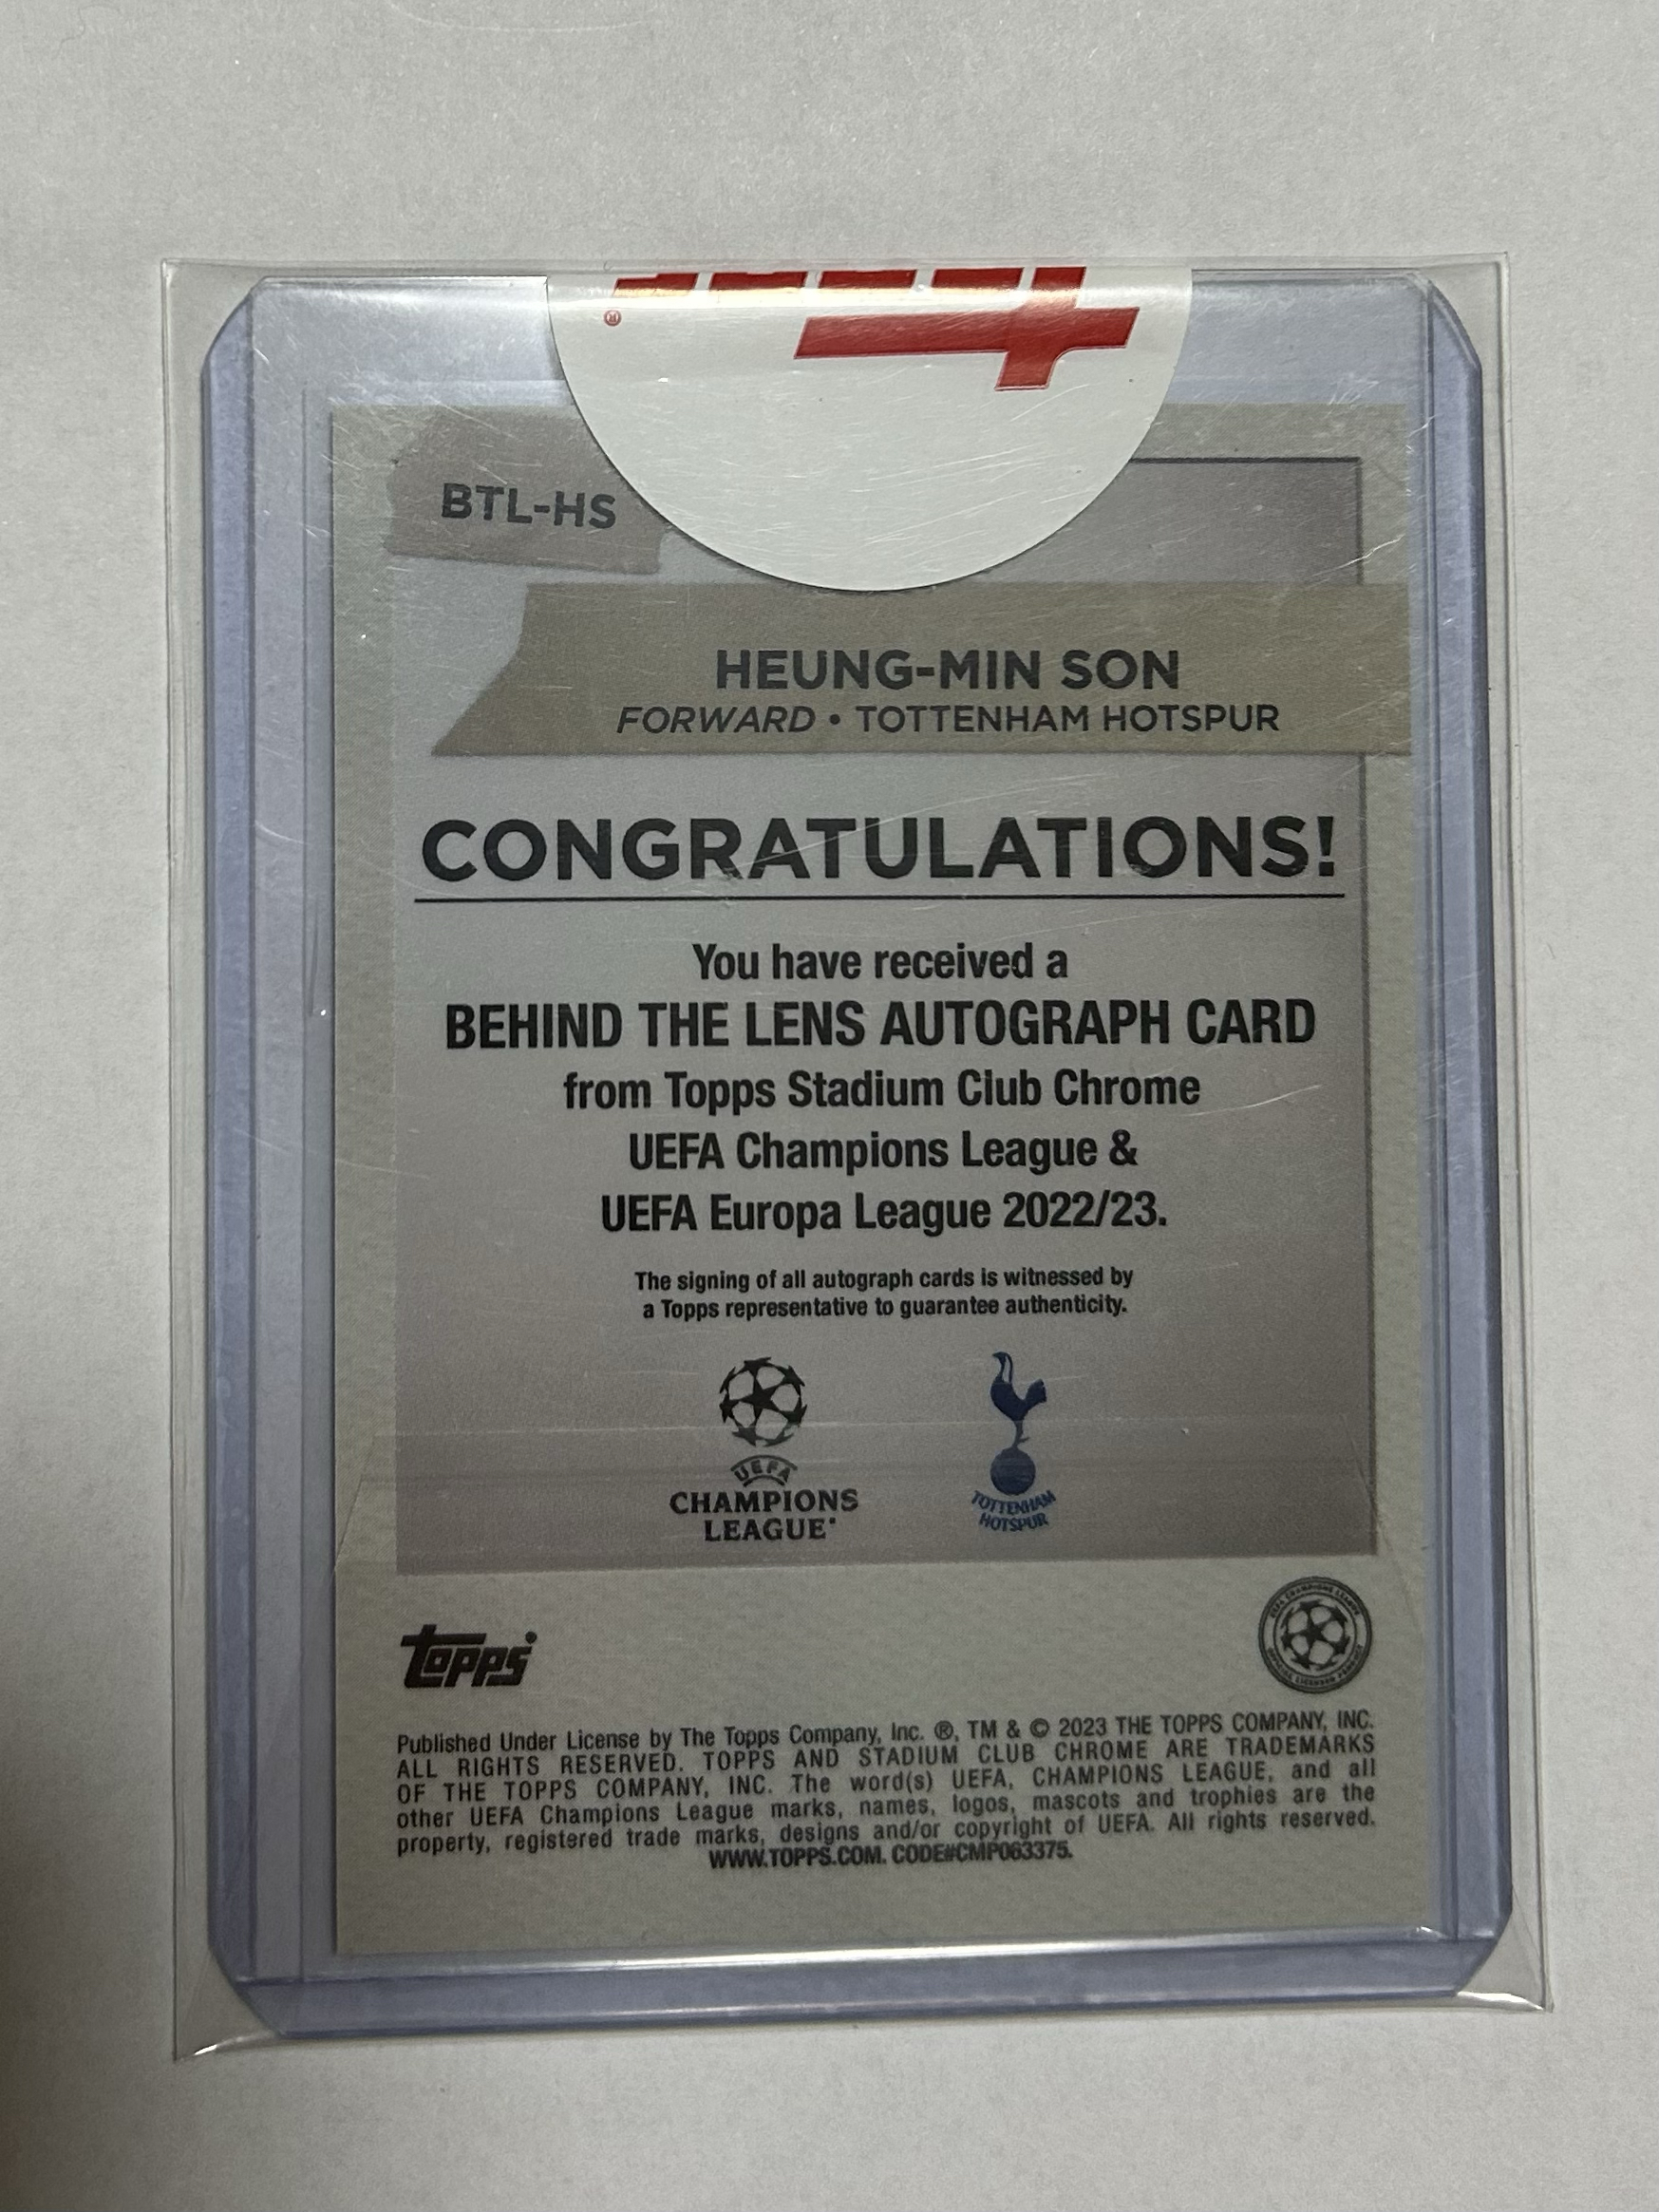 BTL-HS
HEUNG-MIN SON
FORWARD • TOTTENHAM HOTSPUR
CONGRATULATIONS!
You have received a
BEHIND THE LENS AUTOGRAPH CARD
from Topps Stadium Club Chrome
UEFA Champions League &
UEFA Europa League 2022/23.
The signing of all autograph cards is witnessed by
a Topps representative to guarantee authenticity.
UEFA
CHAMPIONS
LEAGUE
TOTTENHAM
HOTSPUR
Topps
Published Under License by The Topps Company, Inc. ®, TM & © 2023 THE TOPPS COMPANY, INC.
ALL RIGHTS RESERVED. TOPPS AND STADIUM CLUB CHROME ARE TRADEMARKS
OF THE TOPPS COMPANY, INC. The word(s) UEFA, CHAMPIONS LEAGUE, and all
other UEFA Champions League marks, names, logos, mascots and trophies are the
property, registered trade marks, designs and/or copyright of UEFA. All rights reserved.
WWW.TOPPS.COM. CODE#CMP063375.